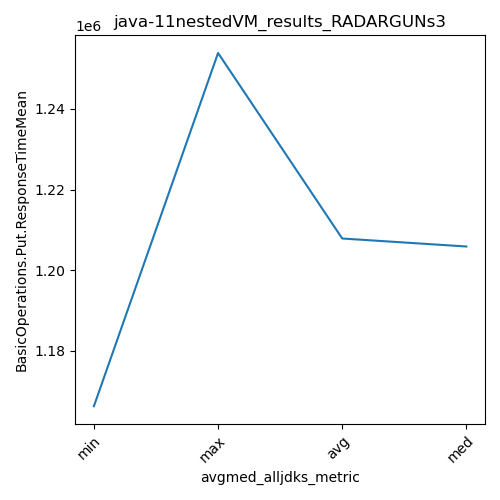 java-11nestedVM_results_RADARGUNs3
1e6
1.24
1.22
1.20
1.18
BasicOperations.Put.ResponseTimeMean
min
max
avg
med
avgmed_alljdks_metric